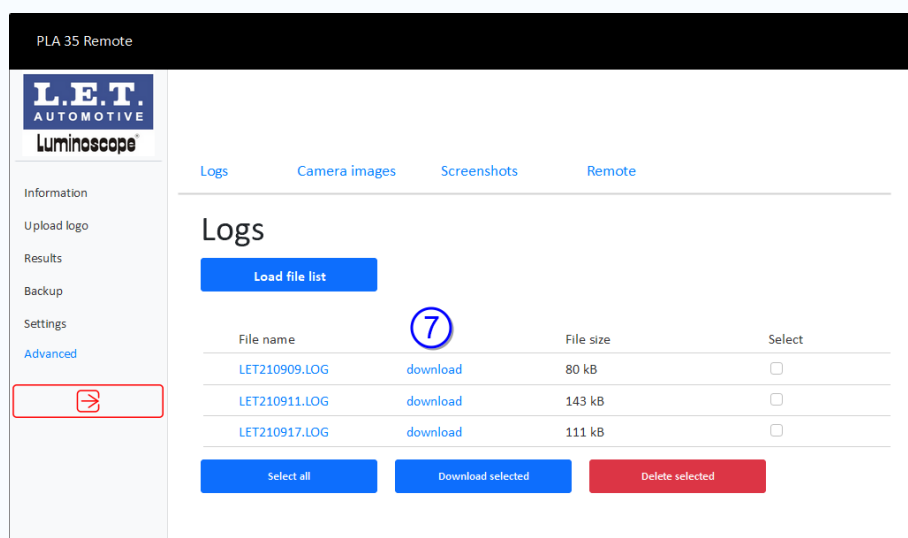 PLA 35 Remote
L.E.T.
AUTOMOTIVE
Luminoscope®
Information
Upload logo
Results
Backup
Settings
Advanced
Logs Camera images Screenshots Remote
Logs
Load file list
7
File name File size Select
LET210909.LOG download 80 kB
LET210911.LOG download 143 kB
LET210917.LOG download 111 kB
Select all Download selected Delete selected